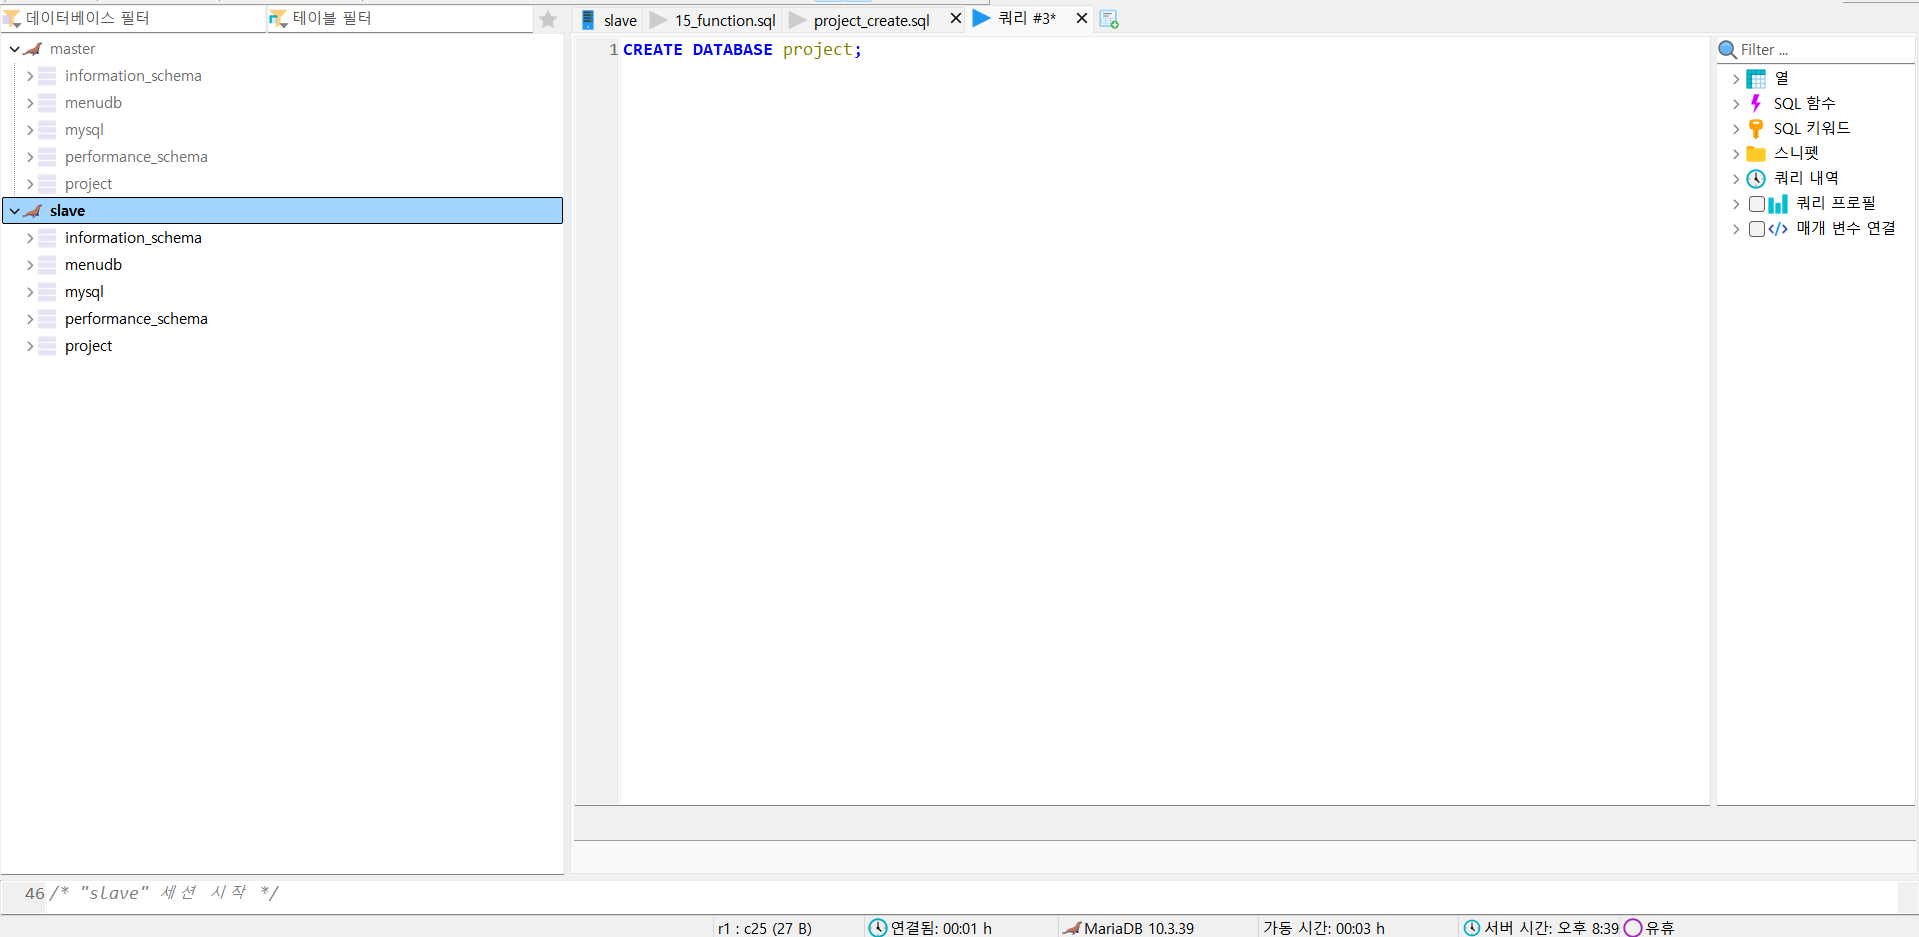 데이터베이스 필터
테이블 필터
master
information_schema
menudb
mysql
performance_schema
project
slave
information_schema
menudb
mysql
performance_schema
project
slave
15_function.sql
project_create.sql
쿼리 #3*
1 CREATE DATABASE project;
Filter ...
열
SQL 함수
SQL 키워드
스니펫
쿼리 내역
쿼리 프로필
매개 변수 연결
46 /* "slave" 세션 시작 */
r1 : c25 (27 B)
연결됨: 00:01 h
MariaDB 10.3.39
가동 시간: 00:03 h
서버 시간: 오후 8:39
유휴